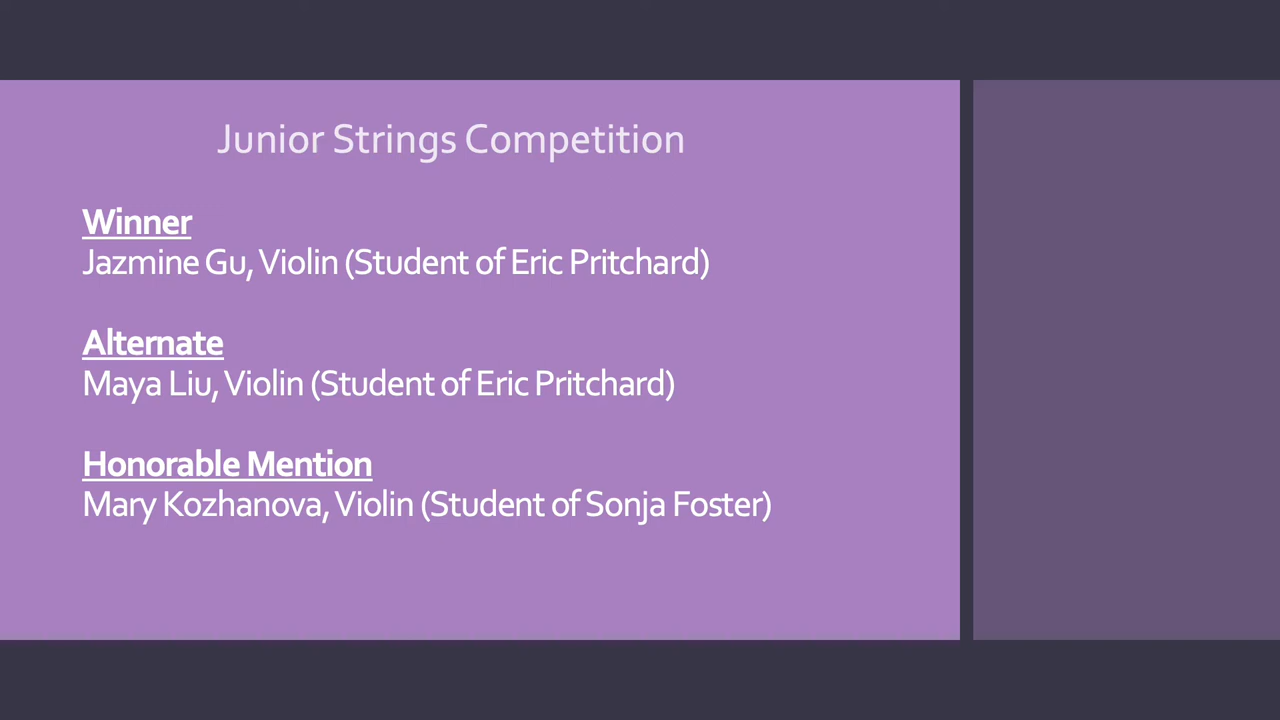 Junior Strings Competition
Winner
Jazmine Gu, Violin (Student of Eric Pritchard)
Alternate
Maya Liu, Violin (Student of Eric Pritchard)
Honorable Mention
Mary Kozhanova, Violin (Student of Sonja Foster)